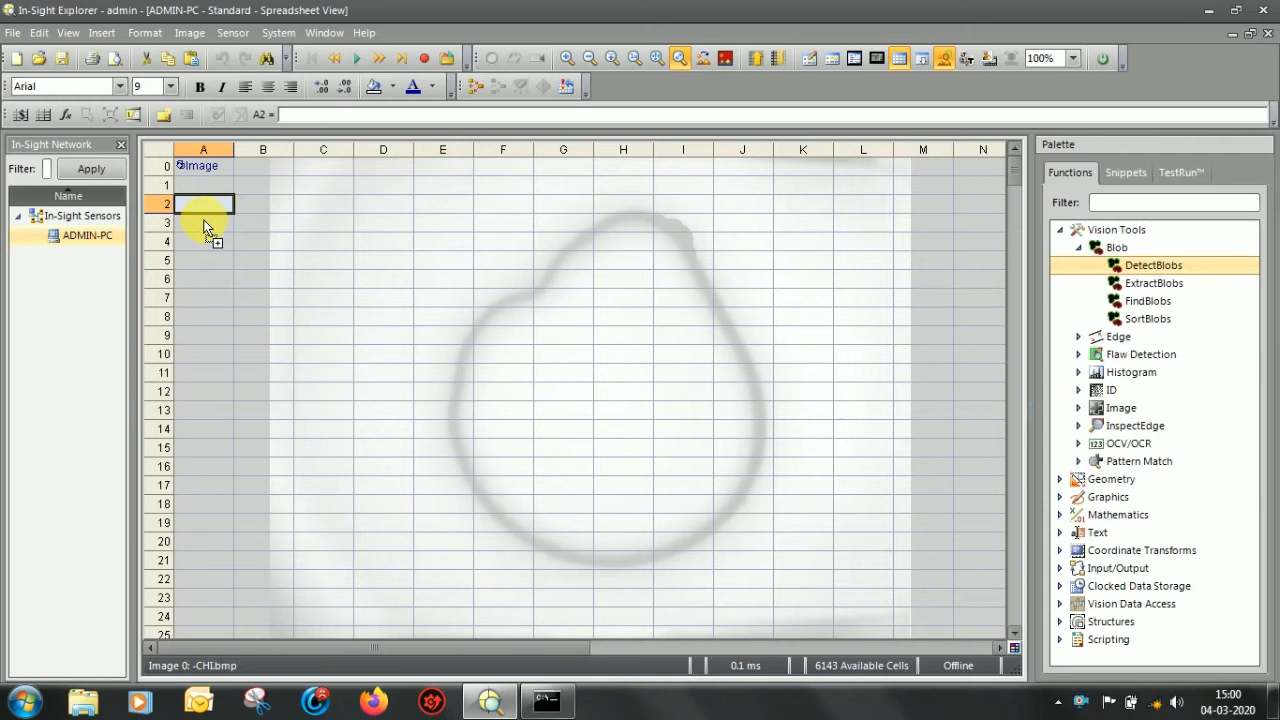 In-Sight Explorer - admin - [ADMIN-PC - Standard - Spreadsheet View]
File Edit View Insert Format Image Sensor System Window Help
100%
Arial 9
A2 =
In-Sight Network
Filter: Apply
Name
In-Sight Sensors
ADMIN-PC
A B C D E F G H I J K L M N
0 Image
1
2
3
4
5
6
7
8
9
10
11
12
13
14
15
16
17
18
19
20
21
22
23
24
25
Image 0: -CHI.bmp 0.1 ms 6143 Available Cells Offline
Palette
Functions Snippets TestRun™
Filter:
Vision Tools
Blob
DetectBlobs
ExtractBlobs
FindBlobs
SortBlobs
Edge
Flaw Detection
Histogram
ID
Image
InspectEdge
OCV/OCR
Pattern Match
Geometry
Graphics
Mathematics
Text
Coordinate Transforms
Input/Output
Clocked Data Storage
Vision Data Access
Structures
Scripting
15:00
04-03-2020